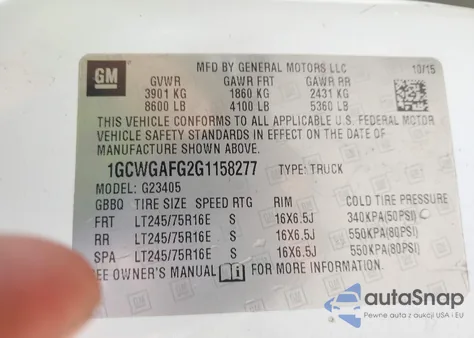 GM
MFD BY GENERAL MOTORS LLC 10/15
GVWR GAWR FRT GAWR RR
3901 KG 1860 KG 2431 KG
8600 LB 4100 LB 5360 LB
THIS VEHICLE CONFORMS TO ALL APPLICABLE U.S. FEDERAL MOTOR
VEHICLE SAFETY STANDARDS IN EFFECT ON THE DATE OF
MANUFACTURE SHOWN ABOVE.
1GCWGAFG2G1158277 TYPE: TRUCK
MODEL: G23405
GBBQ TIRE SIZE SPEED RTG RIM COLD TIRE PRESSURE
FRT LT245/75R16E S 16X6.5J 340KPA(50PSI)
RR LT245/75R16E S 16X6.5J 550KPA(80PSI)
SPA LT245/75R16E S 16X6.5J 550KPA(80PSI)
SEE OWNER'S MANUAL FOR MORE INFORMATION.
autoSnap
Pewne auta z aukcji USA i EU